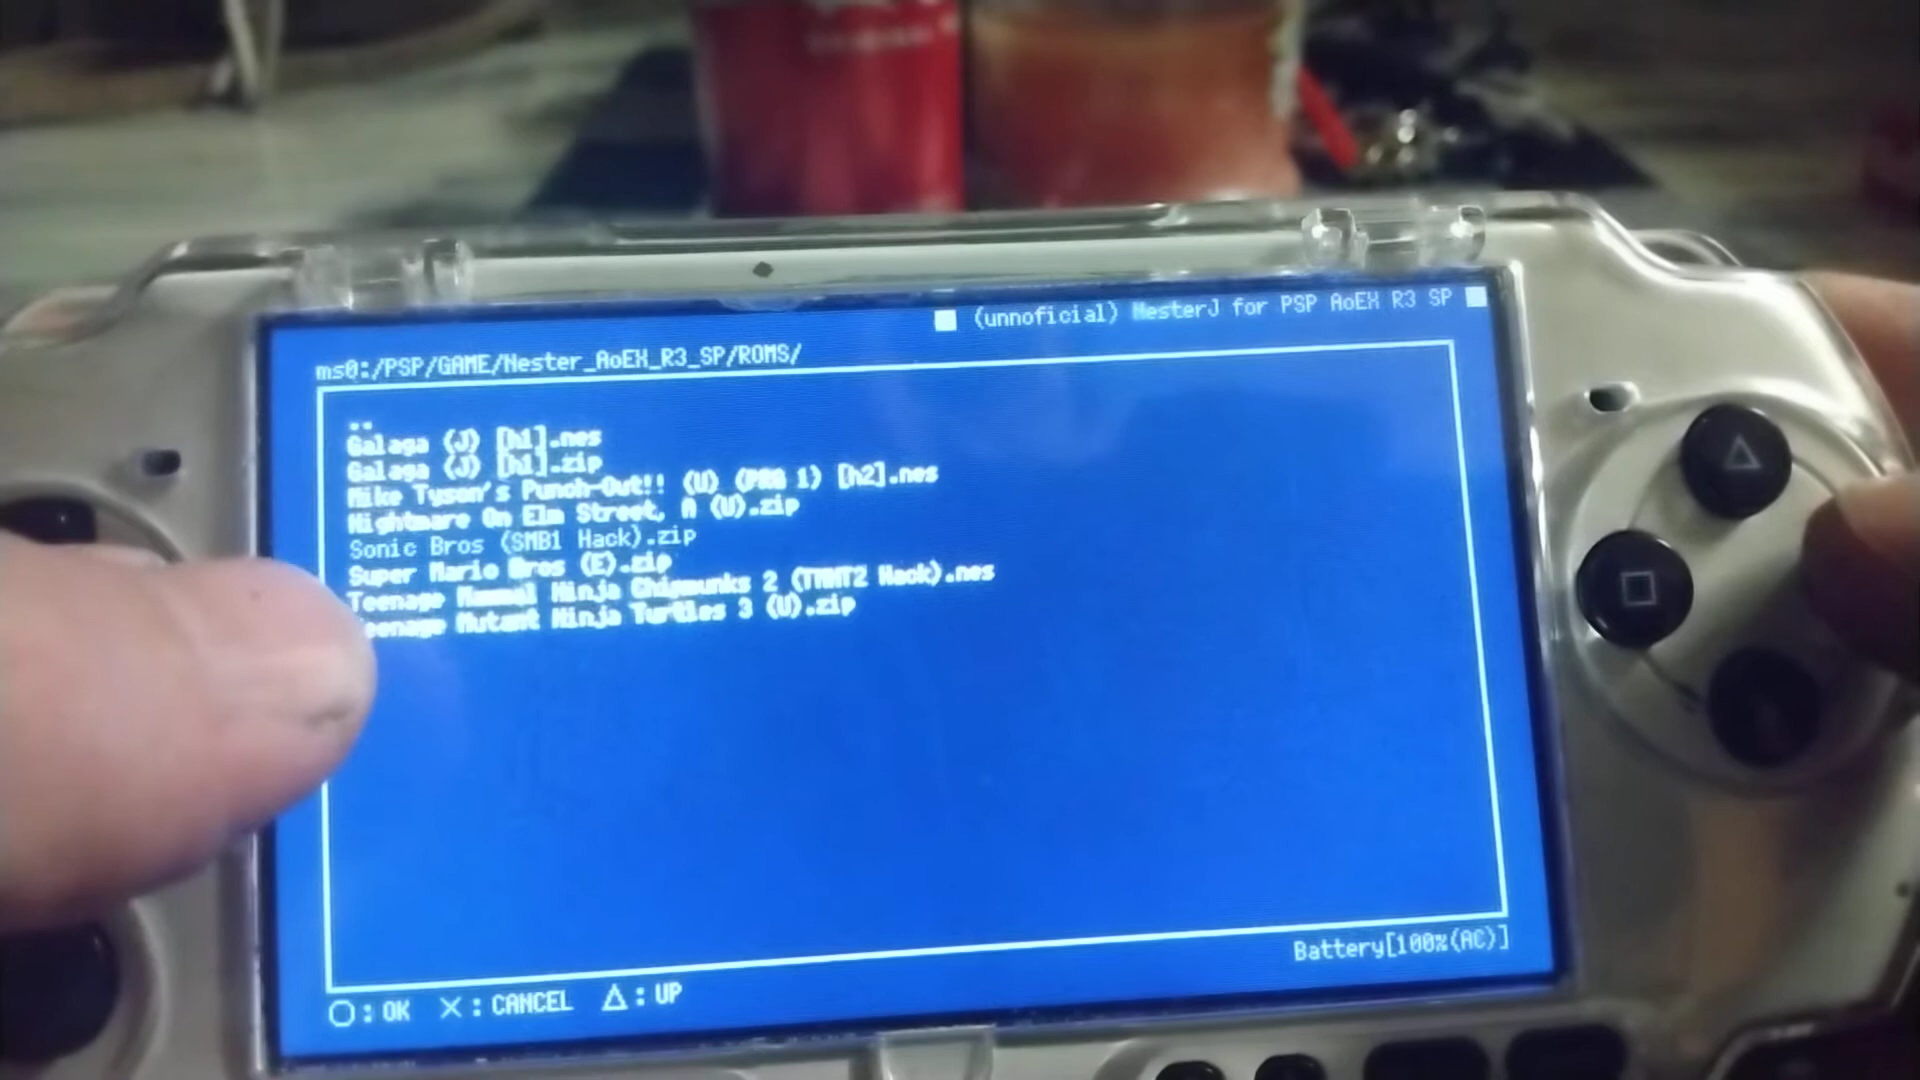 (unnoficial) NesterJ for PSP AoEX R3 SP
ms0:/PSP/GAME/Nester_AoEX_R3_SP/ROMS/
..
Galaga (J) [h1].nes
Galaga (J) [h1].zip
Mike Tyson's Punch-Out!! (U) (PRG 1) [h2].nes
Nightmare On Elm Street, A (U).zip
Sonic Bros (SMB1 Hack).zip
Super Mario Bros (E).zip
Teenage Mammal Ninja Chipmunks 2 (TMNT2 Hack).nes
Teenage Mutant Ninja Turtles 3 (U).zip
Battery[100%(AC)]
○: OK ×: CANCEL △: UP